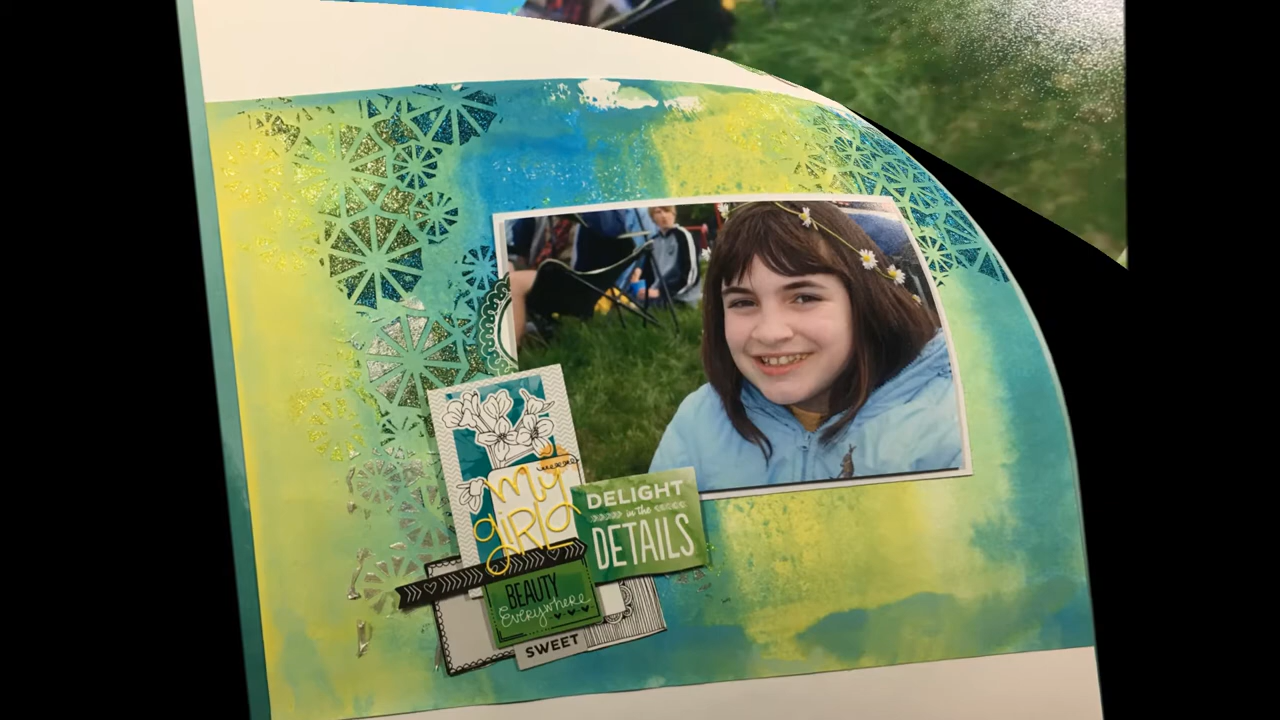 my
GIRL
DELIGHT
in the
DETAILS
BEAUTY
Everywhere
SWEET